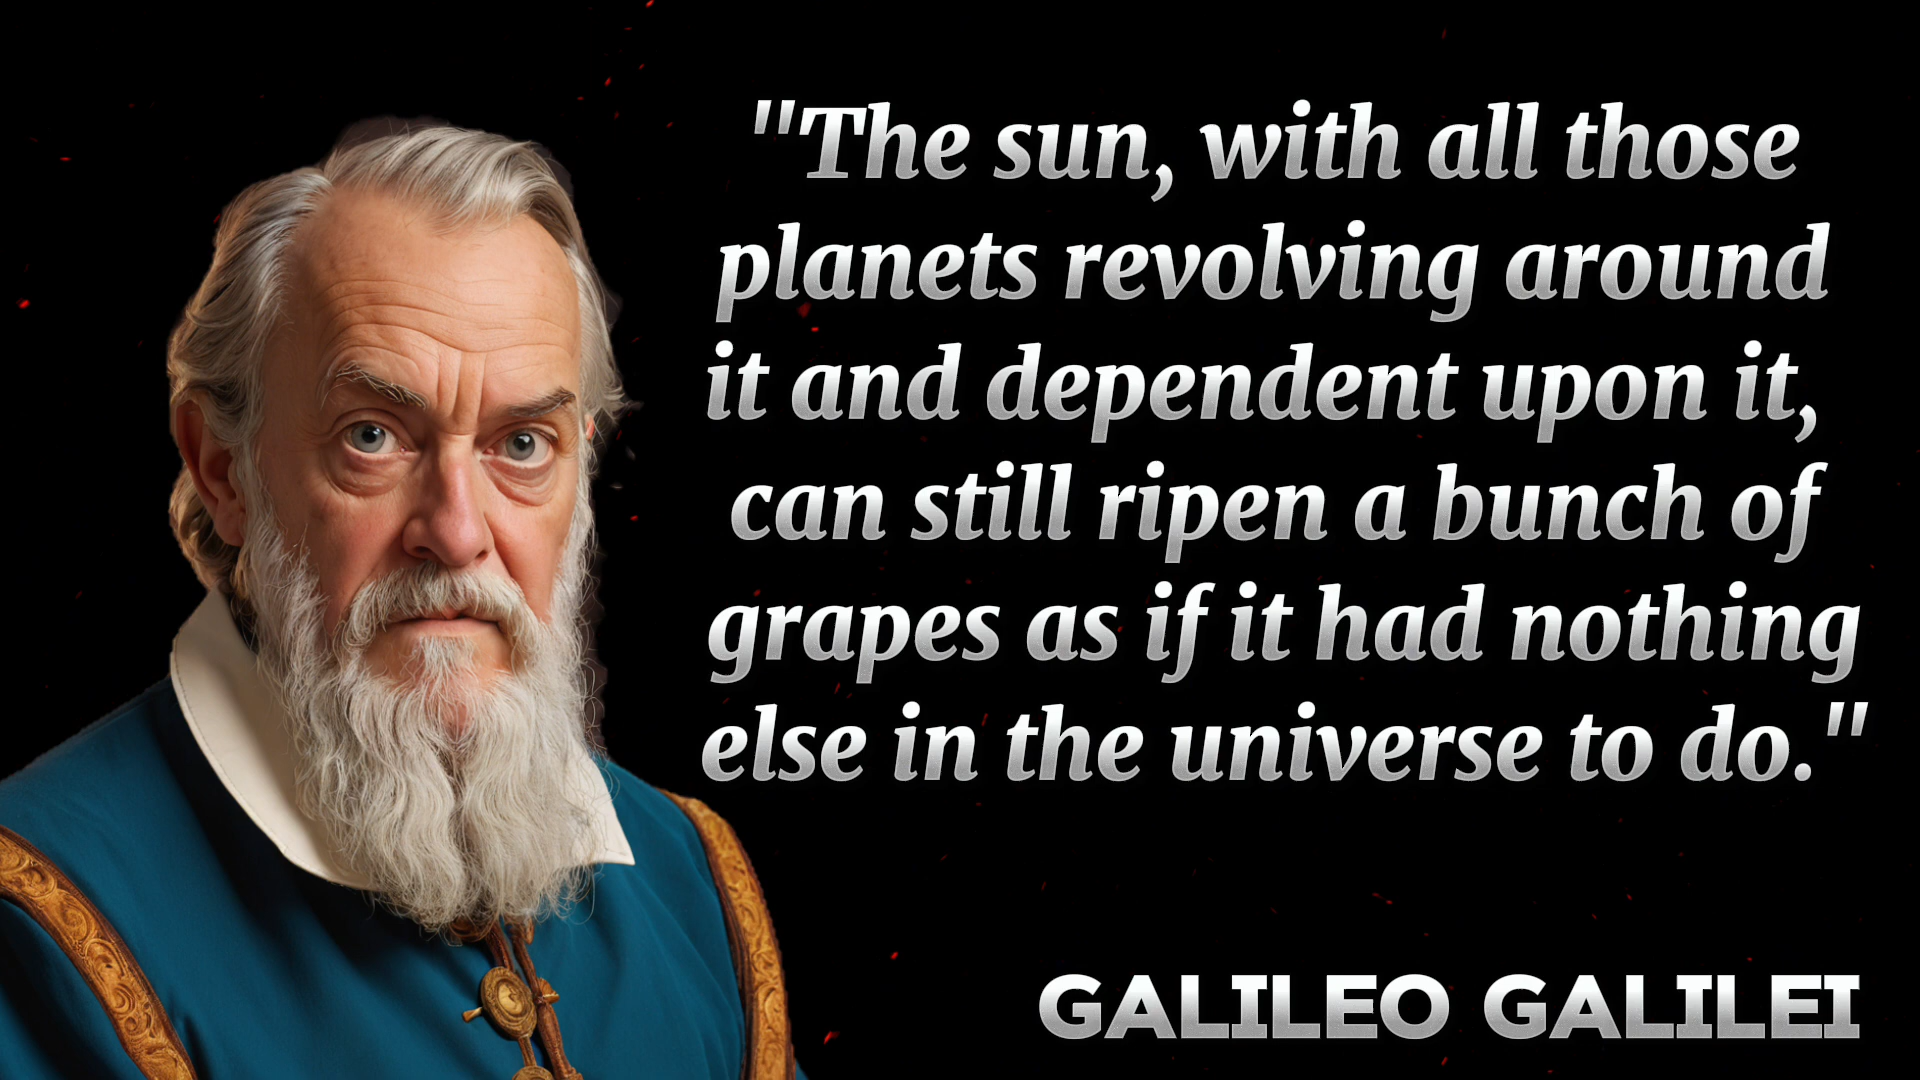 "The sun, with all those
planets revolving around
it and dependent upon it,
can still ripen a bunch of
grapes as if it had nothing
else in the universe to do."
GALILEO GALILEI